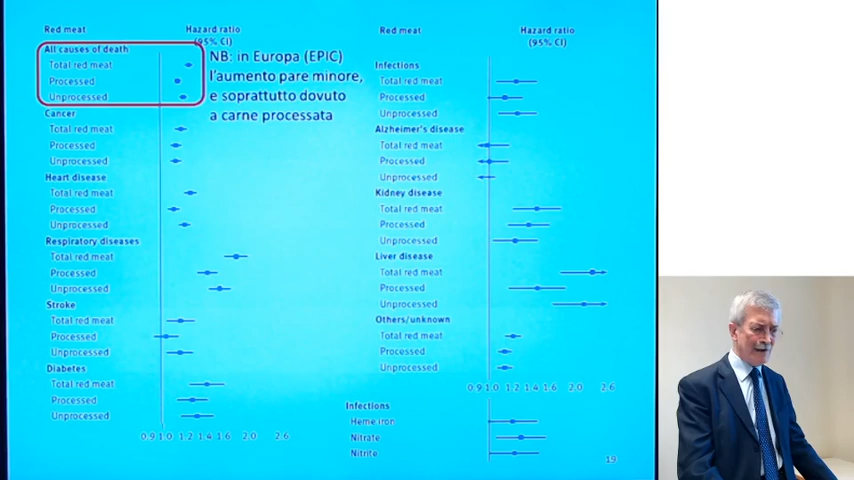 Red meat
Hazard ratio
(95% CI)
All causes of death
Total red meat
Processed
Unprocessed
NB: in Europa (EPIC)
l'aumento pare minore,
e soprattutto dovuto
a carne processata
Cancer
Total red meat
Processed
Unprocessed
Heart disease
Total red meat
Processed
Unprocessed
Respiratory diseases
Total red meat
Processed
Unprocessed
Stroke
Total red meat
Processed
Unprocessed
Diabetes
Total red meat
Processed
Unprocessed
0.9 1.0 1.2 1.4 1.6 2.0 2.6
Red meat
Hazard ratio
(95% CI)
Infections
Total red meat
Processed
Unprocessed
Alzheimer's disease
Total red meat
Processed
Unprocessed
Kidney disease
Total red meat
Processed
Unprocessed
Liver disease
Total red meat
Processed
Unprocessed
Others/unknown
Total red meat
Processed
Unprocessed
0.9 1.0 1.2 1.4 1.6 2.0 2.6
Infections
Heme iron
Nitrate
Nitrite
19